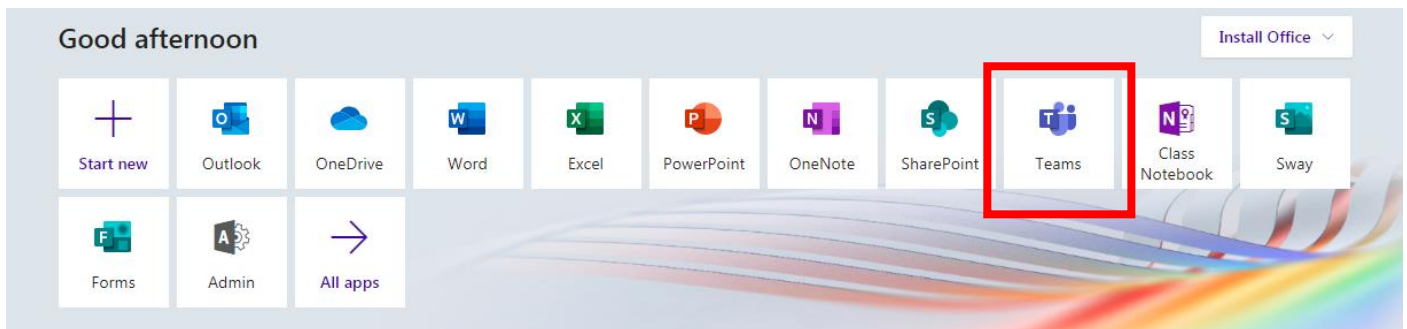 Good afternoon
Install Office
Start new
Outlook
OneDrive
Word
Excel
PowerPoint
OneNote
SharePoint
Teams
Class
Notebook
Sway
Forms
Admin
All apps